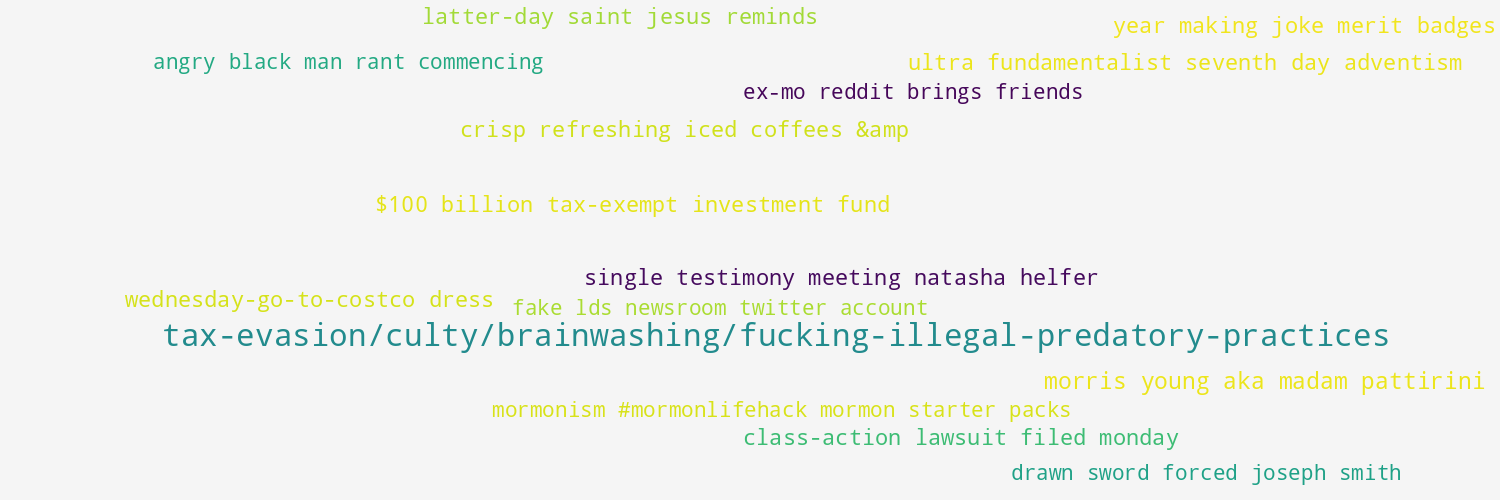 latter-day saint jesus reminds
year making joke merit badges
angry black man rant commencing
ultra fundamentalist seventh day adventism
ex-mo reddit brings friends
crisp refreshing iced coffees &amp
$100 billion tax-exempt investment fund
single testimony meeting natasha helfer
wednesday-go-to-costco dress
fake lds newsroom twitter account
tax-evasion/culty/brainwashing/fucking-illegal-predatory-practices
morris young aka madam pattirini
mormonism #mormonlifehack mormon starter packs
class-action lawsuit filed monday
drawn sword forced joseph smith